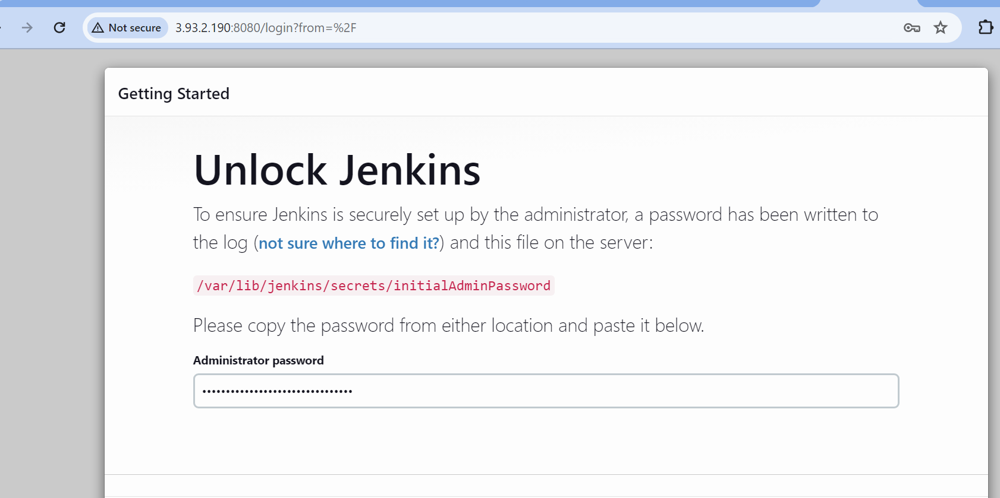 Not secure 3.93.2.190:8080/login?from=%2F
Getting Started
Unlock Jenkins
To ensure Jenkins is securely set up by the administrator, a password has been written to
the log (not sure where to find it?) and this file on the server:
/var/lib/jenkins/secrets/initialAdminPassword
Please copy the password from either location and paste it below.
Administrator password
••••••••••••••••••••••••••••••••